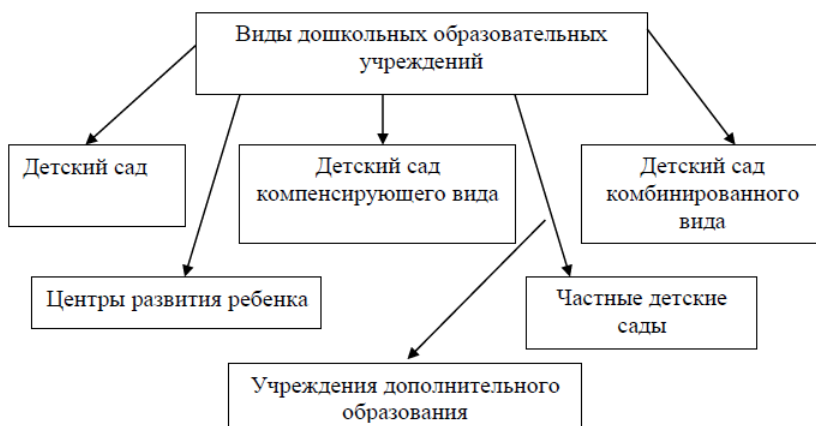 Виды дошкольных образовательных
учреждений
Детский сад
Детский сад
компенсирующего вида
Детский сад
комбинированного
вида
Центры развития ребенка
Частные детские
сады
Учреждения дополнительного
образования